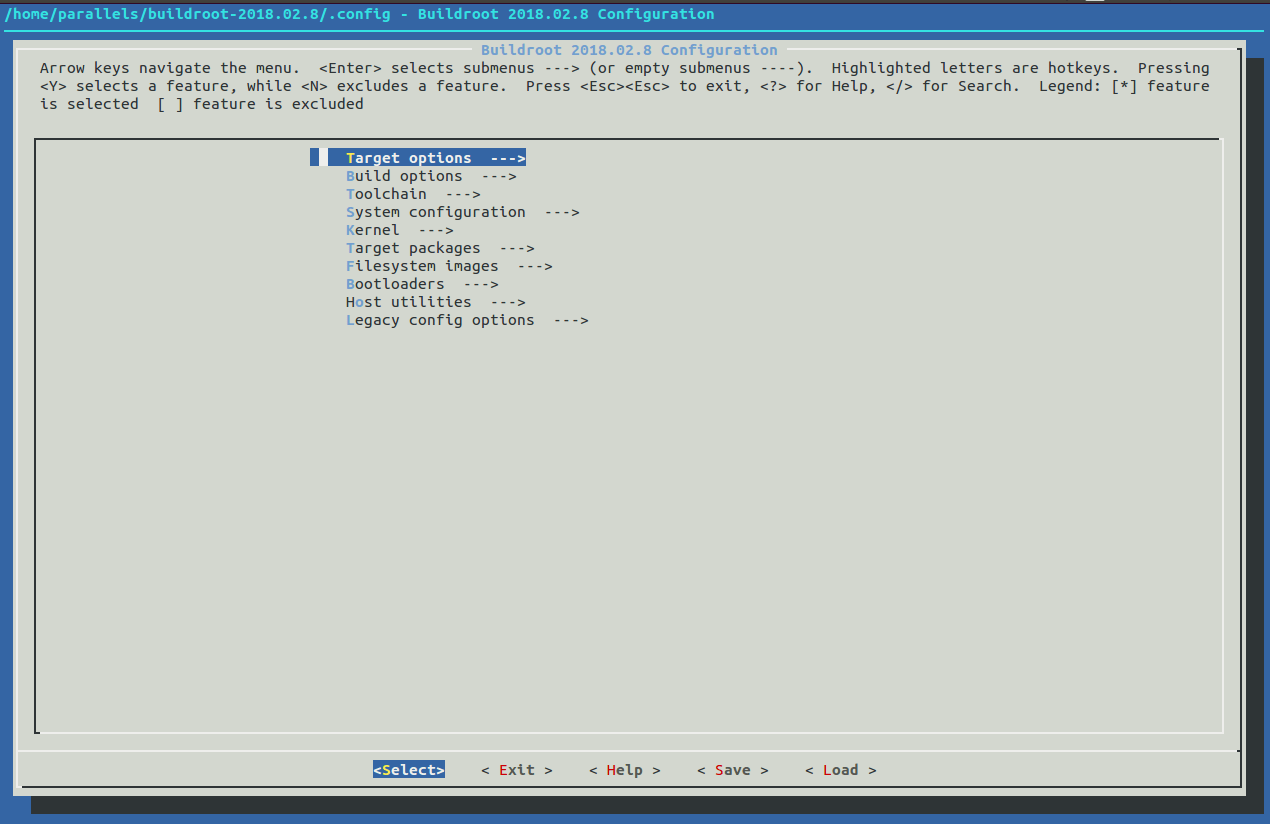 /home/parallels/buildroot-2018.02.8/.config - Buildroot 2018.02.8 Configuration
Buildroot 2018.02.8 Configuration
Arrow keys navigate the menu.  <Enter> selects submenus ---> (or empty submenus ----).  Highlighted letters are hotkeys.  Pressing
<Y> selects a feature, while <N> excludes a feature.  Press <Esc><Esc> to exit, <?> for Help, </> for Search.  Legend: [*] feature
is selected  [ ] feature is excluded
Target options  --->
Build options  --->
Toolchain  --->
System configuration  --->
Kernel  --->
Target packages  --->
Filesystem images  --->
Bootloaders  --->
Host utilities  --->
Legacy config options  --->
<Select>    < Exit >    < Help >    < Save >    < Load >